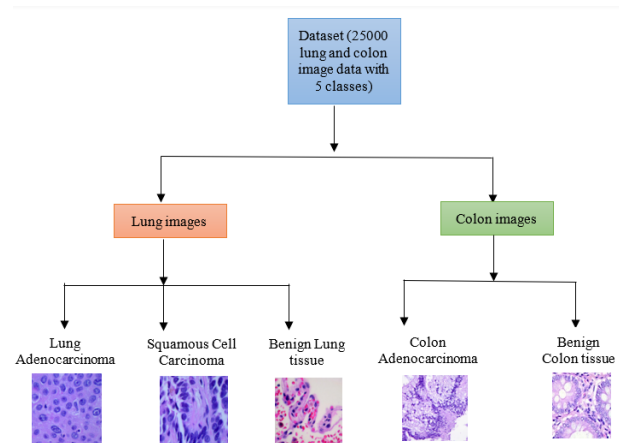 Dataset (25000
lung and colon
image data with
5 classes)
Lung images
Colon images
Lung
Adenocarcinoma
Squamous Cell
Carcinoma
Benign Lung
tissue
Colon
Adenocarcinoma
Benign
Colon tissue